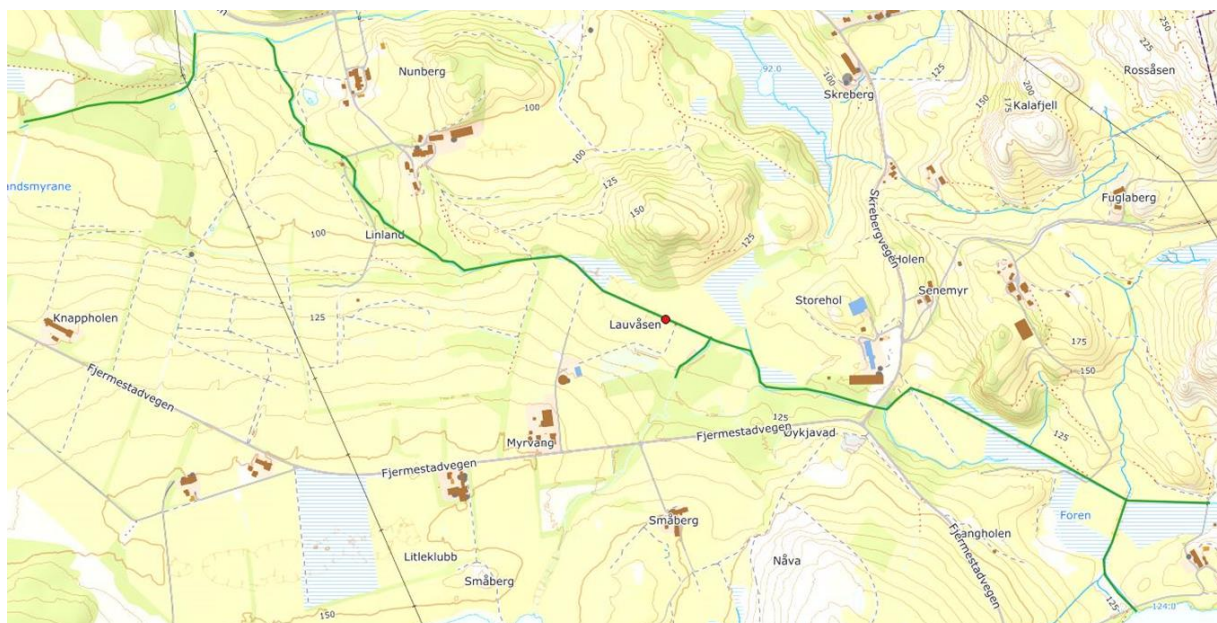 225
250
Nunberg
92.0
100
125
Skreberg
Rossåsen
200
150
175
Kalafjell
100
100
125
andsmyrane
Skrebergvegen
Fuglaberg
150
100
Linland
125
Holen
Senemyr
Storehol
Knappholen
125
Lauvåsen
175
Fjermestadvegen
150
125
Fjermestadvegen
Øykjavad
125
Myrvang
Fjermestadvegen
Småberg
Foren
Langholen
Fjermestadvegen
Litleklubb
Nåva
Småberg
125
124.0
150